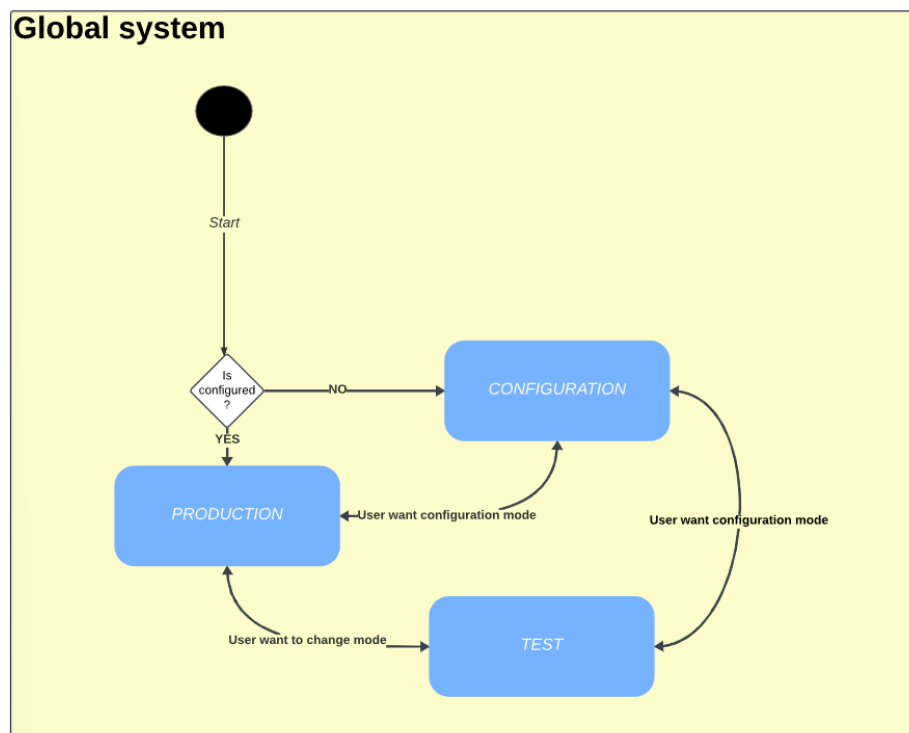 Global system
Start
Is
configured
?
NO
CONFIGURATION
YES
PRODUCTION
User want configuration mode
User want configuration mode
User want to change mode
TEST